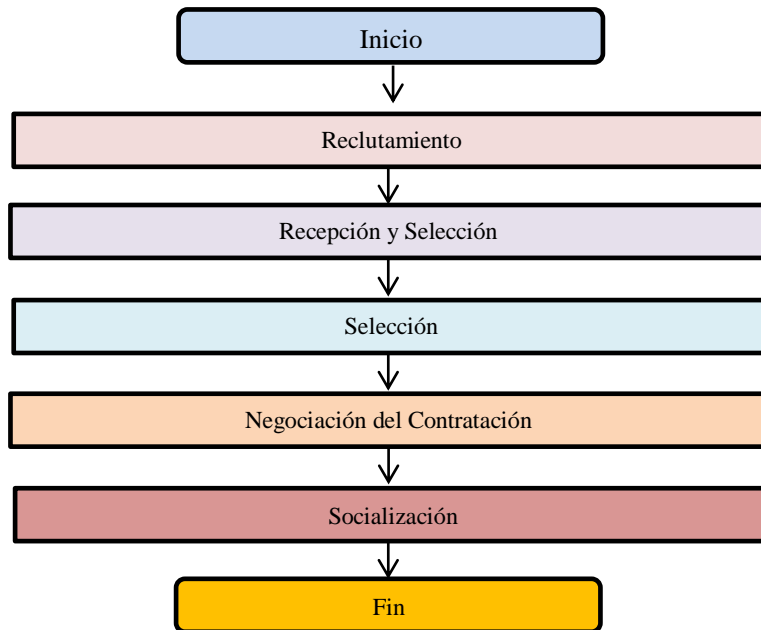 Inicio
Reclutamiento
Recepción y Selección
Selección
Negociación del Contratación
Socialización
Fin